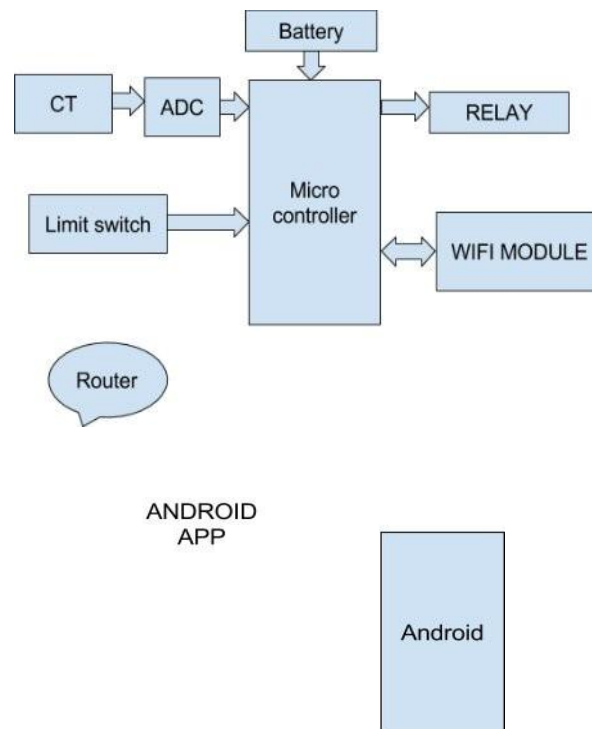 Battery
CT
ADC
RELAY
Micro
controller
Limit switch
WIFI MODULE
Router
ANDROID
APP
Android